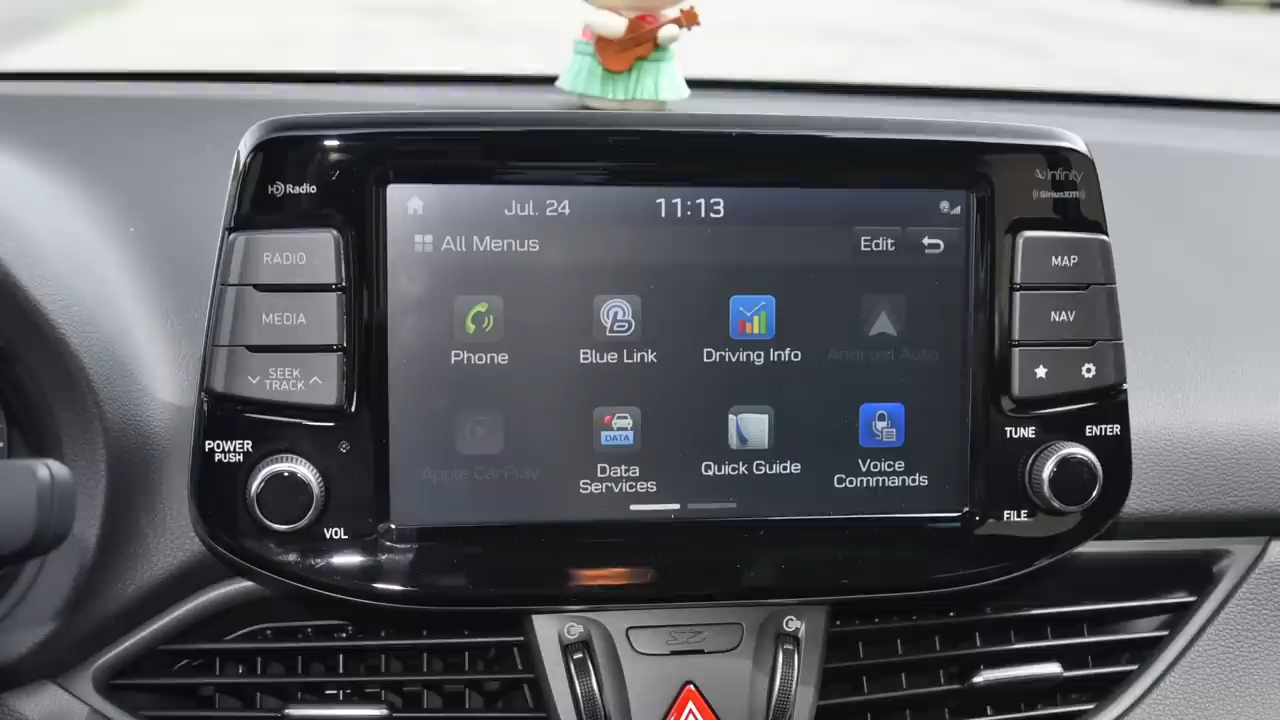 HD Radio
Infinity
SiriusXM
Jul. 24
11:13
All Menus
Edit
RADIO
MEDIA
SEEK
TRACK
MAP
NAV
Phone
Blue Link
Driving Info
Android Auto
Apple CarPlay
DATA
Data
Services
Quick Guide
Voice
Commands
POWER
PUSH
VOL
TUNE
ENTER
FILE
SD